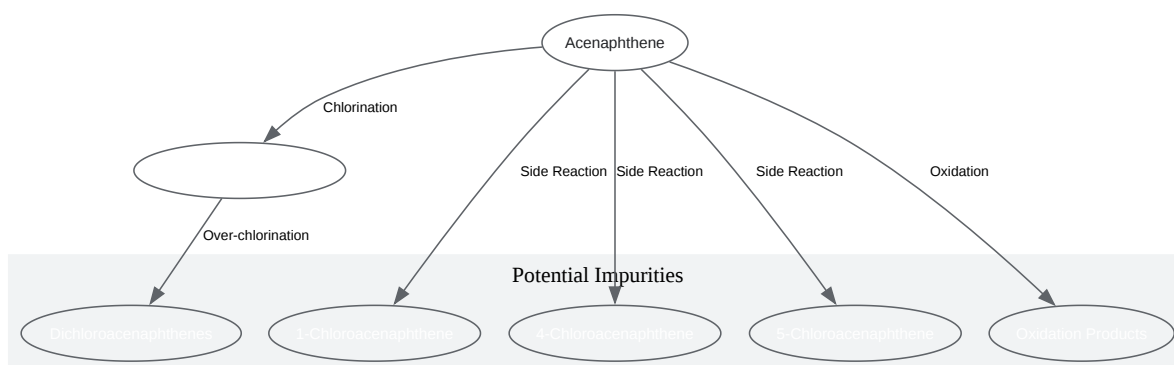 Acenaphthene
Chlorination
Side Reaction
Side Reaction
Side Reaction
Oxidation
Over-chlorination
Potential Impurities
Dichloroacenaphthenes
1-Chloroacenaphthene
4-Chloroacenaphthene
5-Chloroacenaphthene
Oxidation Products